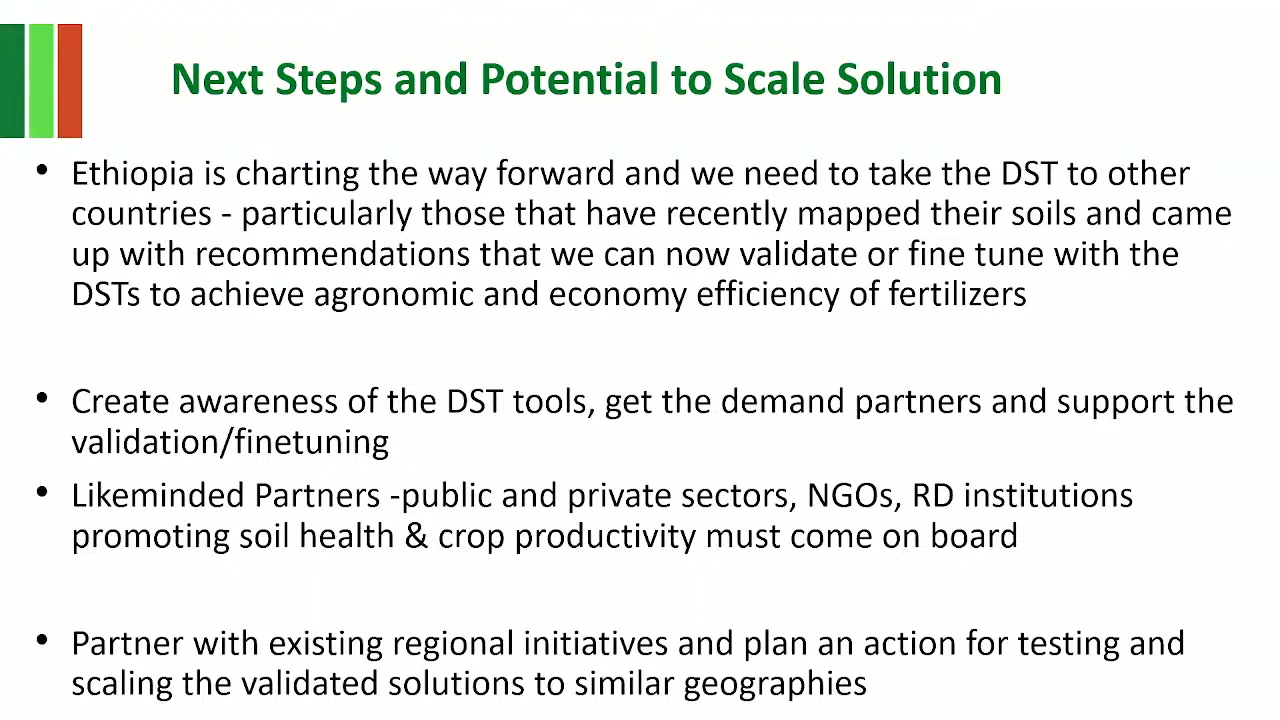 Next Steps and Potential to Scale Solution
• Ethiopia is charting the way forward and we need to take the DST to other
countries - particularly those that have recently mapped their soils and came
up with recommendations that we can now validate or fine tune with the
DSTs to achieve agronomic and economy efficiency of fertilizers
• Create awareness of the DST tools, get the demand partners and support the
validation/finetuning
• Likeminded Partners -public and private sectors, NGOs, RD institutions
promoting soil health & crop productivity must come on board
• Partner with existing regional initiatives and plan an action for testing and
scaling the validated solutions to similar geographies